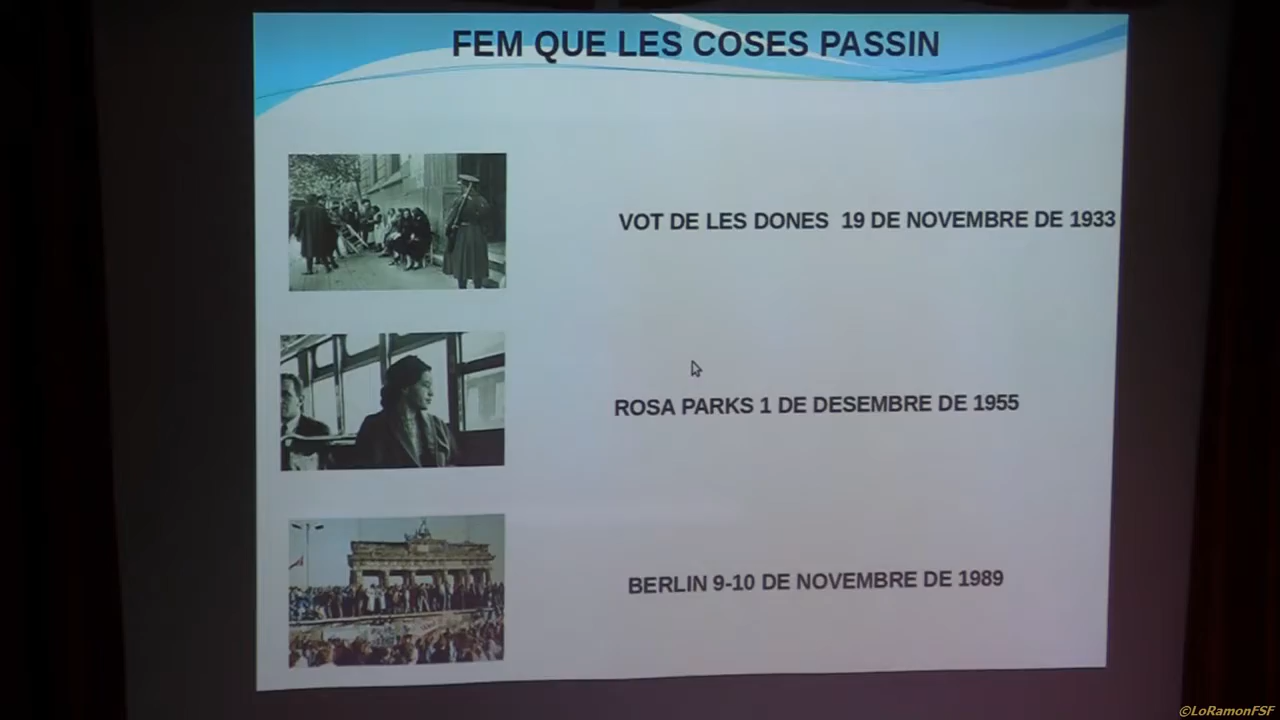 FEM QUE LES COSES PASSIN
VOT DE LES DONES 19 DE NOVEMBRE DE 1933
ROSA PARKS 1 DE DESEMBRE DE 1955
BERLIN 9-10 DE NOVEMBRE DE 1989
©LoRamonFSF